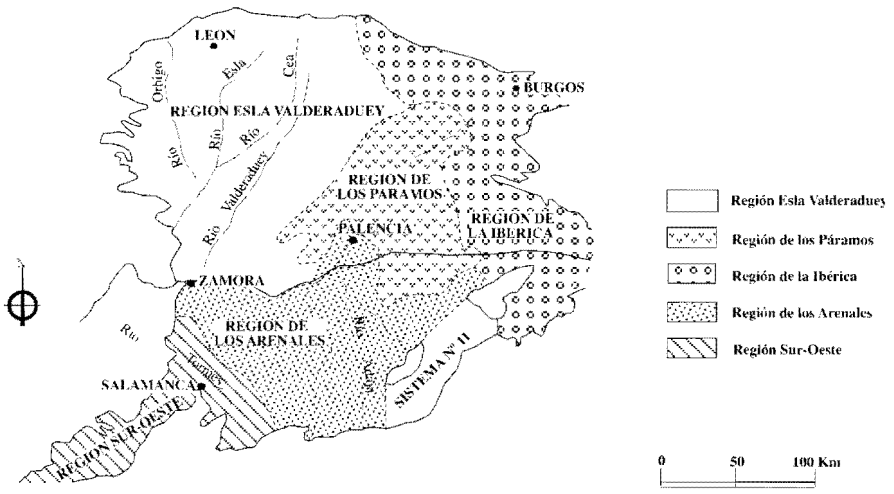 LEON
Orbigo
Esla
Cea
BURGOS
REGION ESLA VALDERADUEY
Río
Río
Río
Valderaduey
Río
REGION DE
LOS PARAMOS
PALENCIA
REGION DE
LA IBERICA
ZAMORA
Río
REGION DE
LOS ARENALES
Tormes
SALAMANCA
REGION SUR-OESTE
SISTEMA Nº 11
Región Esla Valderaduey
Región de los Páramos
Región de la Ibérica
Región de los Arenales
Región Sur-Oeste
0 50 100 Km